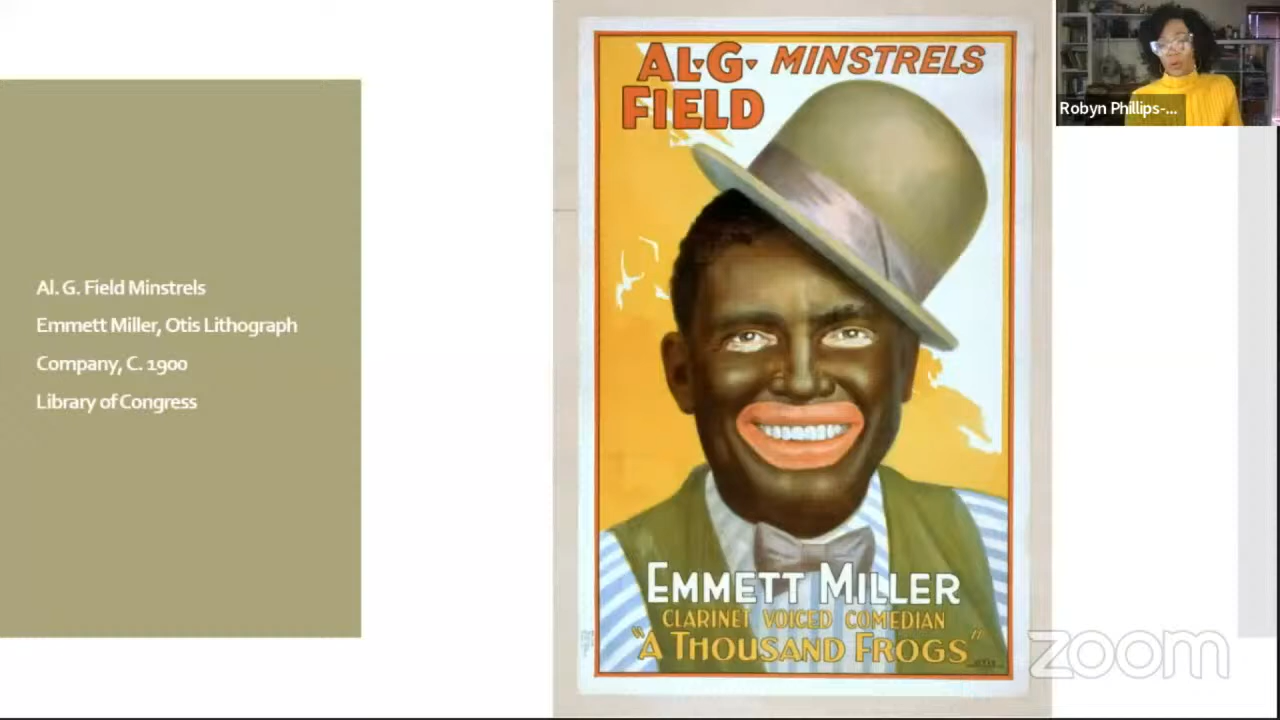 Al. G. Field Minstrels
Emmett Miller, Otis Lithograph
Company, C. 1900
Library of Congress
AL·G· MINSTRELS
FIELD
EMMETT MILLER
CLARINET VOICED COMEDIAN
"A THOUSAND FROGS"
Robyn Phillips-...
zoom